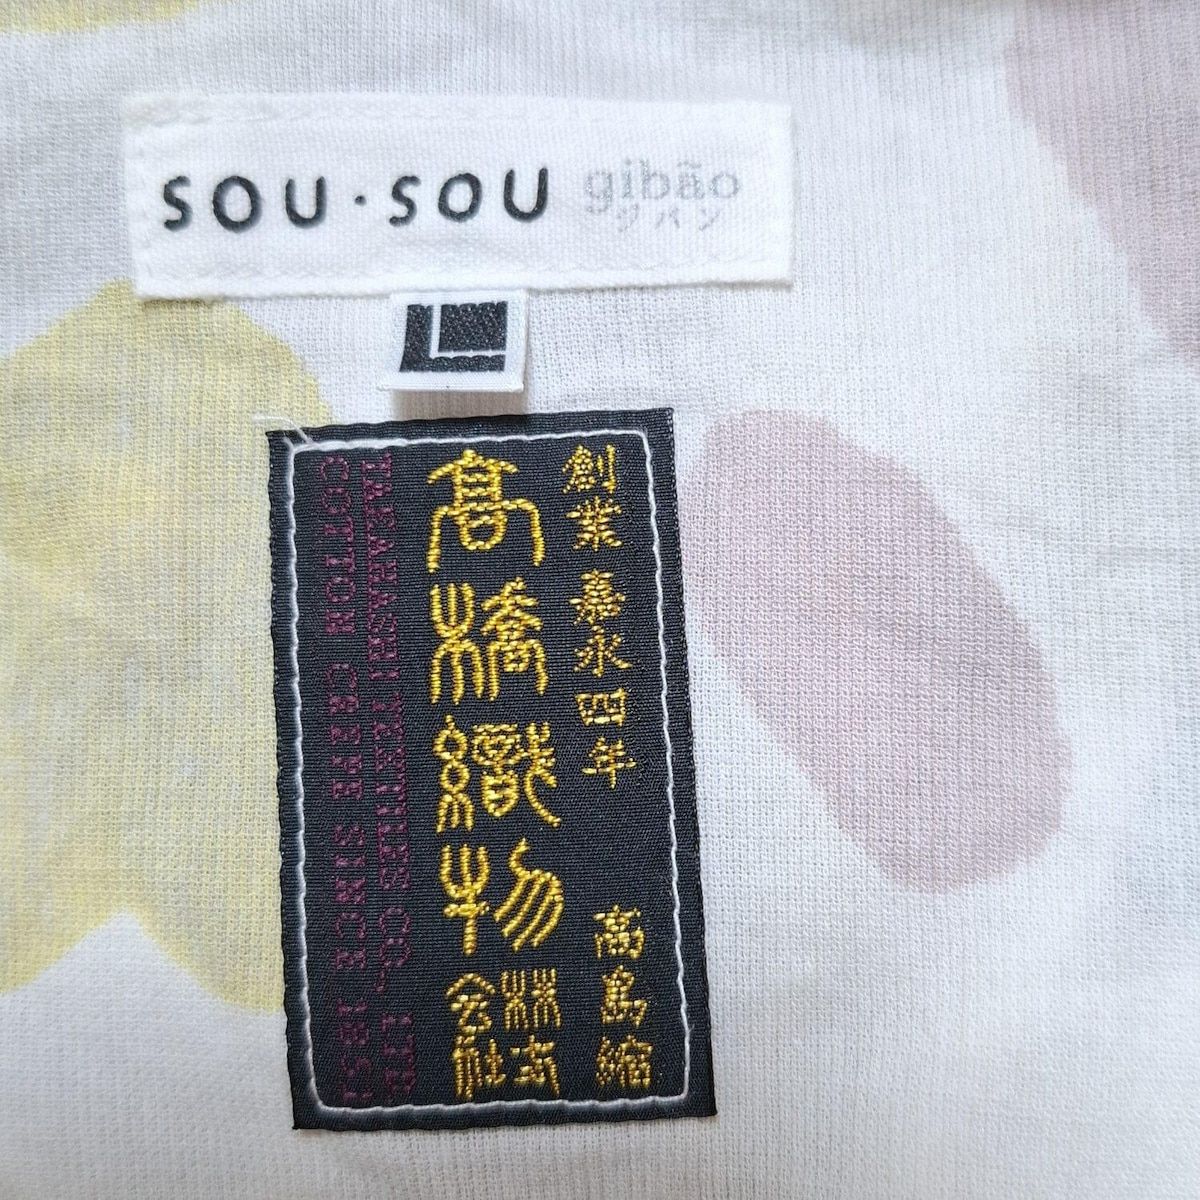 SOU・SOU gibão
ジバン
L
創業 嘉永四年 高島縮
高橋織物株式会社
TAKAHASHI TEXTILES CO., LTD.
COTTON CREPE SINCE 1851